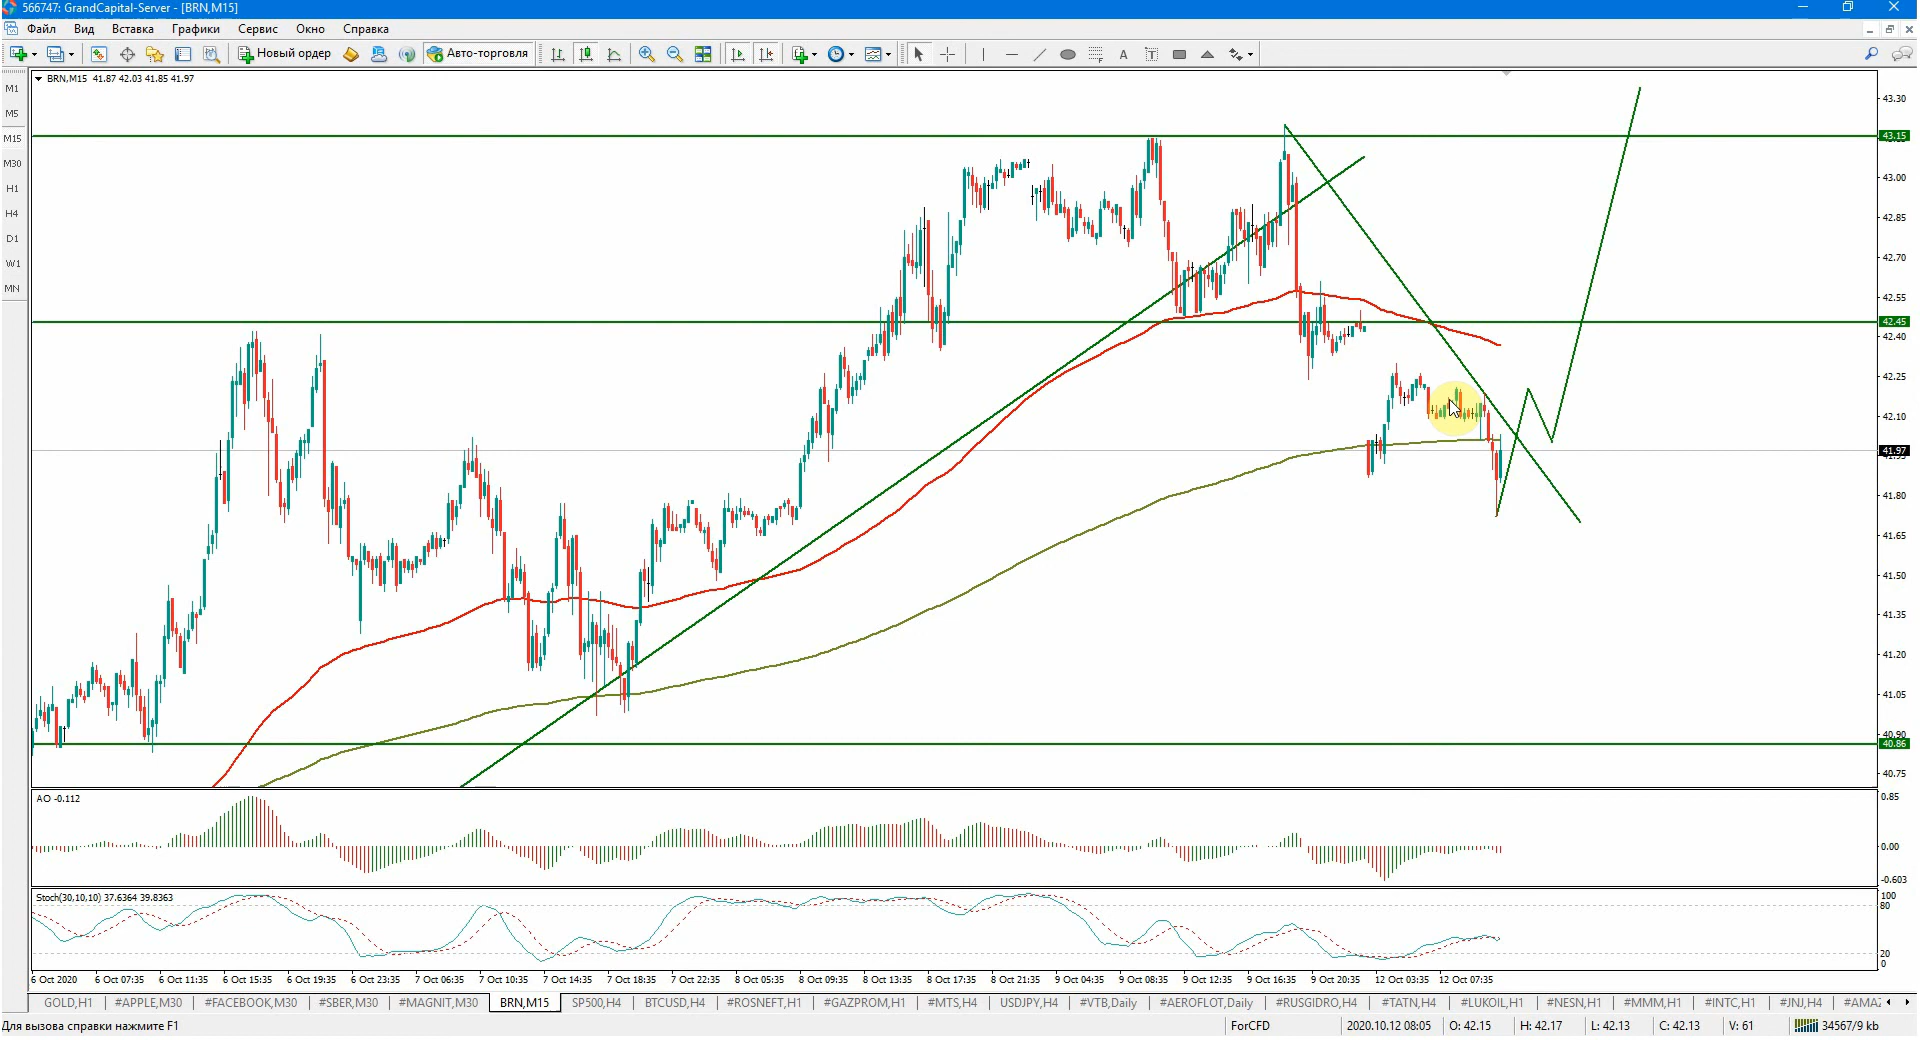 566747: GrandCapital-Server - [BRN,M15]
Файл Вид Вставка Графики Сервис Окно Справка
Новый ордер Авто-торговля
M1
M5
M15
M30
H1
H4
D1
W1
MN
BRN,M15 41.87 42.03 41.85 41.97
43.30
43.15
43.00
42.85
42.70
42.55
42.45
42.40
42.25
42.10
41.97
41.80
41.65
41.50
41.35
41.20
41.05
40.90
40.86
40.75
AO -0.112
0.85
0.00
-0.603
Stoch(30,10,10) 37.6364 39.8363
100
80
20
0
6 Oct 2020 6 Oct 07:35 6 Oct 11:35 6 Oct 15:35 6 Oct 19:35 6 Oct 23:35 7 Oct 06:35 7 Oct 10:35 7 Oct 14:35 7 Oct 18:35 7 Oct 22:35 8 Oct 05:35 8 Oct 09:35 8 Oct 13:35 8 Oct 17:35 8 Oct 21:35 9 Oct 04:35 9 Oct 08:35 9 Oct 12:35 9 Oct 16:35 9 Oct 20:35 12 Oct 03:35 12 Oct 07:35
GOLD,H1 #APPLE,M30 #FACEBOOK,M30 #SBER,M30 #MAGNIT,M30 BRN,M15 SP500,H4 BTCUSD,H4 #ROSNEFT,H1 #GAZPROM,H1 #MTS,H4 USDJPY,H4 #VTB,Daily #AEROFLOT,Daily #RUSGIDRO,H4 #TATN,H4 #LUKOIL,H1 #NESN,H1 #MMM,H1 #INTC,H1 #JNJ,H4 #AMAZ
Для вызова справки нажмите F1 ForCFD 2020.10.12 08:05 O: 42.15 H: 42.17 L: 42.13 C: 42.13 V: 61 34567/9 kb